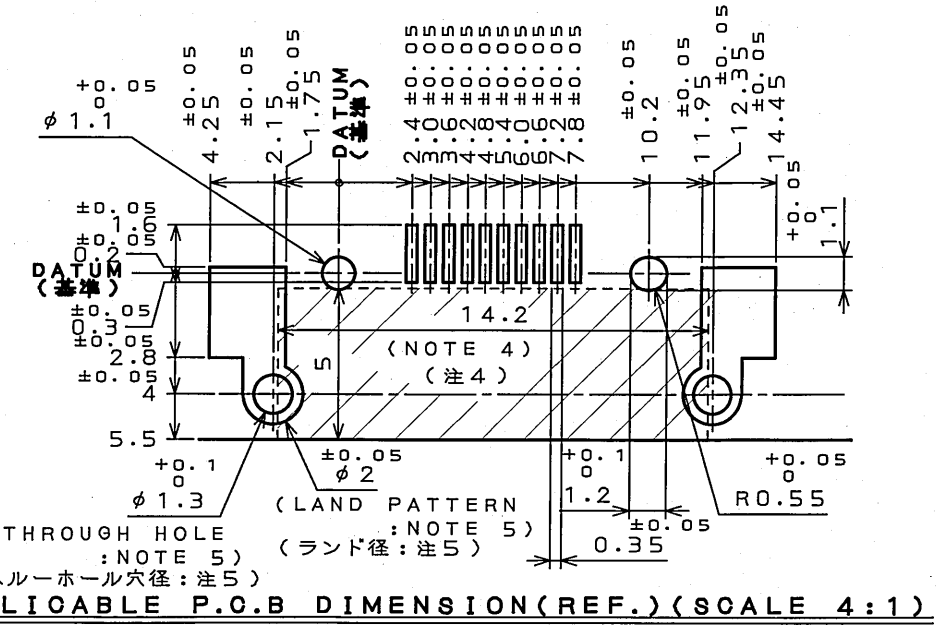 +0.05
0
φ1.1
4.25 ±0.05
2.15 ±0.05
1.75 ±0.05
DATUM
(基準)
2.4 ±0.05
3.0 ±0.05
3.6 ±0.05
4.2 ±0.05
4.8 ±0.05
5.4 ±0.05
6.0 ±0.05
6.6 ±0.05
7.2 ±0.05
7.8 ±0.05
10.2 ±0.05
11.95 ±0.05
12.35 ±0.05
14.45 ±0.05
1.1 +0.05 0
±0.05
1.6
±0.05
0.2
DATUM
(基準)
±0.05
0.3
±0.05
2.8
±0.05
4
5.5
14.2
(NOTE 4)
(注4)
5
+0.1
0
φ1.3
THROUGH HOLE
:NOTE 5)
スルーホール穴径:注5)
±0.05
φ2
(LAND PATTERN
:NOTE 5)
(ランド径:注5)
+0.1
0
1.2
±0.05
0.35
+0.05
0
R0.55
LICABLE P.C.B DIMENSION(REF.)(SCALE 4:1)